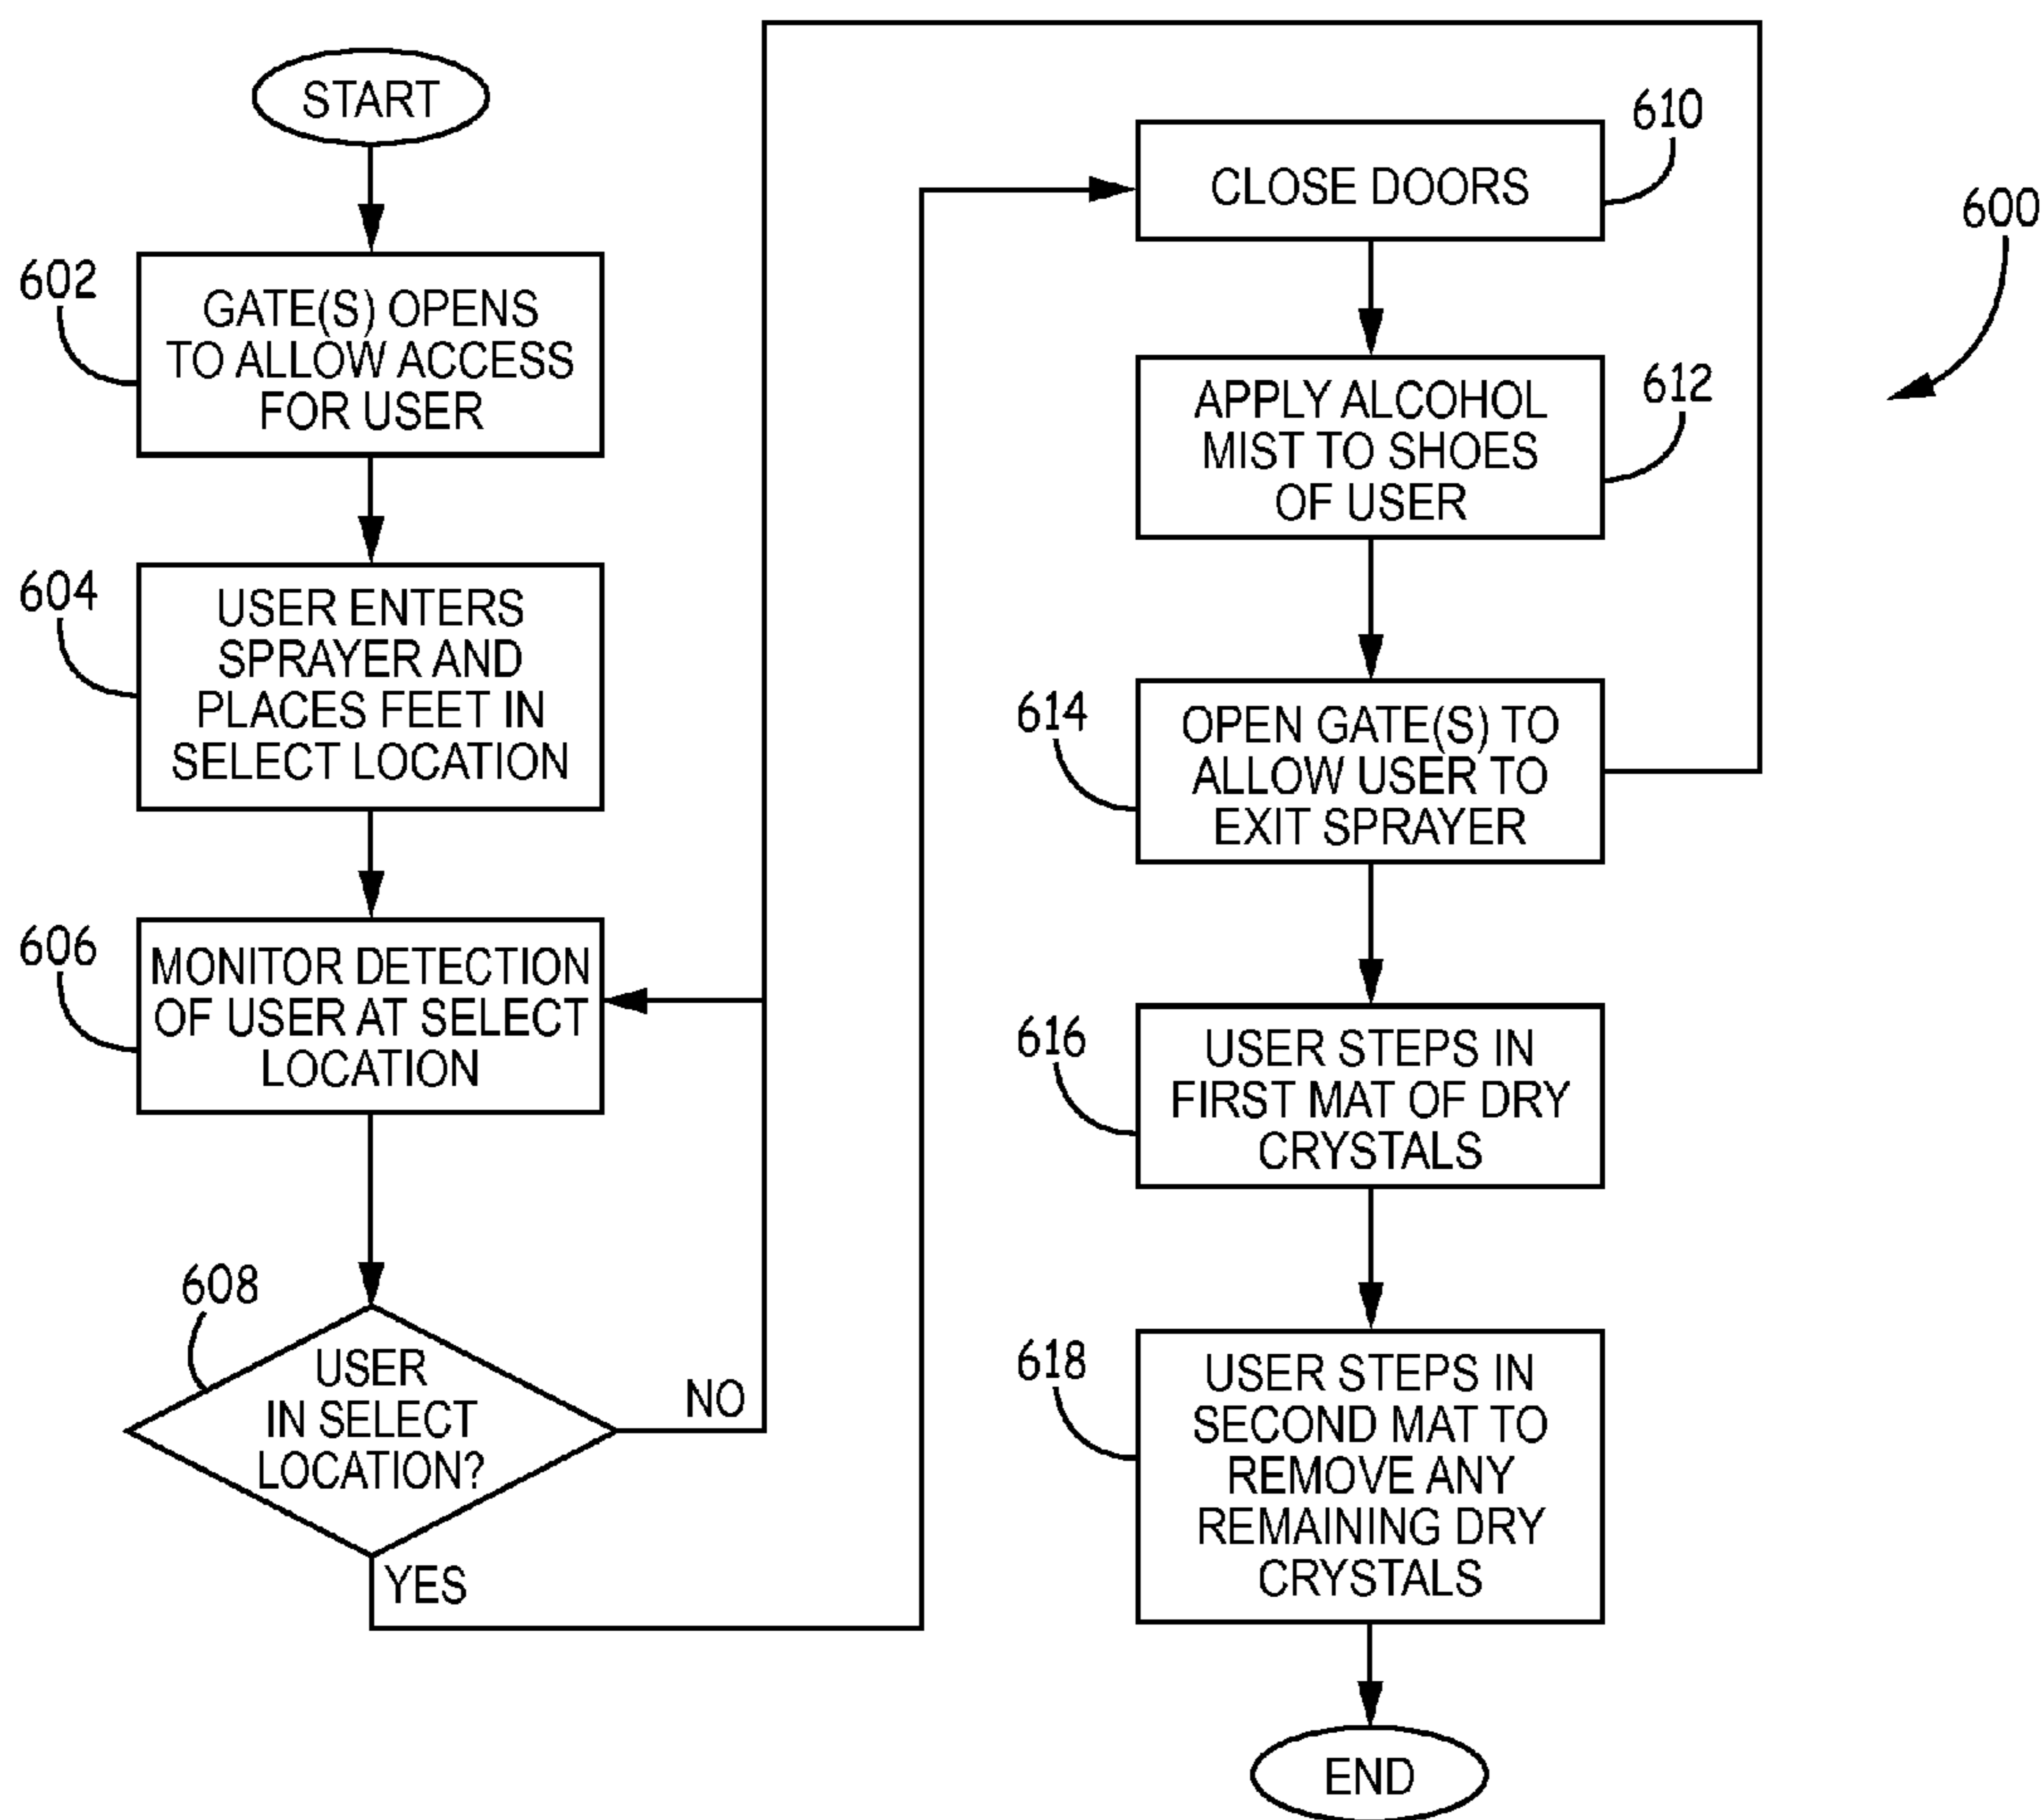 START
602
GATE(S) OPENS
TO ALLOW ACCESS
FOR USER
604
USER ENTERS
SPRAYER AND
PLACES FEET IN
SELECT LOCATION
606
MONITOR DETECTION
OF USER AT SELECT
LOCATION
608
USER
IN SELECT
LOCATION?
NO
YES
610
CLOSE DOORS
600
612
APPLY ALCOHOL
MIST TO SHOES
OF USER
614
OPEN GATE(S) TO
ALLOW USER TO
EXIT SPRAYER
616
USER STEPS IN
FIRST MAT OF DRY
CRYSTALS
618
USER STEPS IN
SECOND MAT TO
REMOVE ANY
REMAINING DRY
CRYSTALS
END